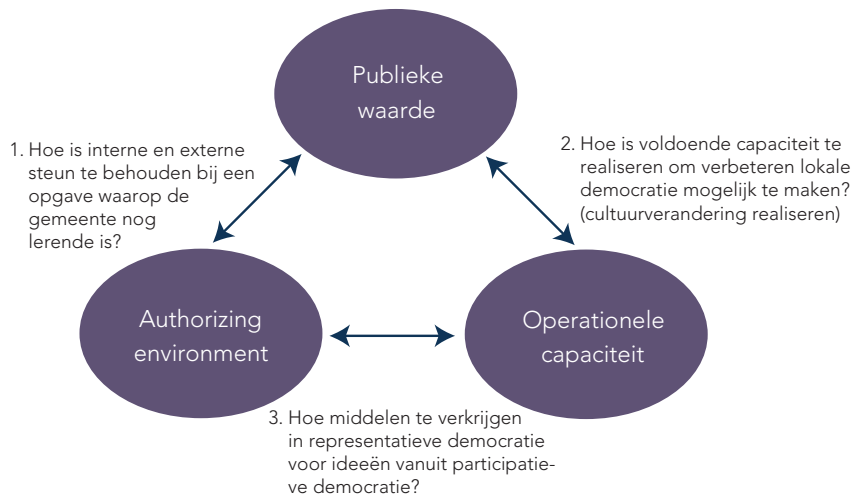 Publieke
waarde
1. Hoe is interne en externe
steun te behouden bij een
opgave waarop de
gemeente nog
lerende is?
2. Hoe is voldoende capaciteit te
realiseren om verbeteren lokale
democratie mogelijk te maken?
(cultuurverandering realiseren)
Authorizing
environment
Operationele
capaciteit
3. Hoe middelen te verkrijgen
in representatieve democratie
voor ideeën vanuit participatie-
ve democratie?